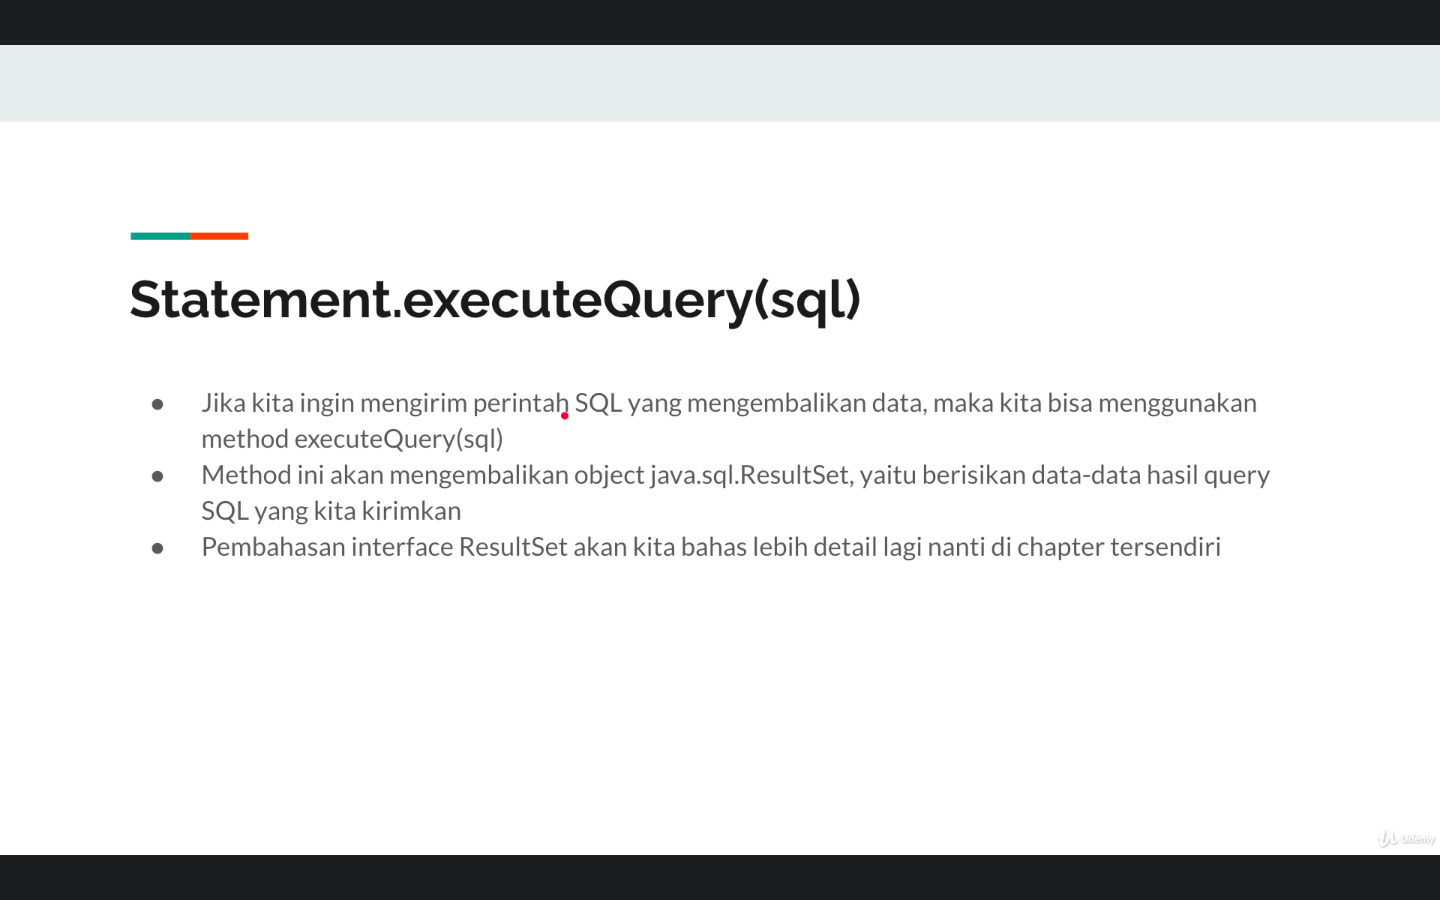 Statement.executeQuery(sql)
● Jika kita ingin mengirim perintah SQL yang mengembalikan data, maka kita bisa menggunakan
method executeQuery(sql)
● Method ini akan mengembalikan object java.sql.ResultSet, yaitu berisikan data-data hasil query
SQL yang kita kirimkan
● Pembahasan interface ResultSet akan kita bahas lebih detail lagi nanti di chapter tersendiri
Udemy